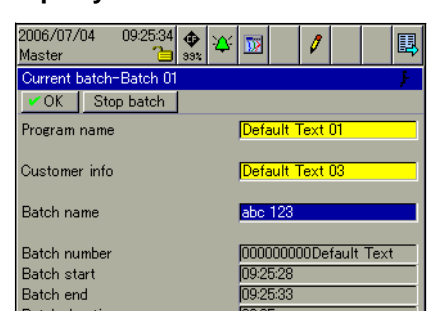 2006/07/04 09:25:34
Master
99%
Current batch-Batch 01
OK Stop batch
Program name Default Text 01
Customer info Default Text 03
Batch name abc 123
Batch number 000000000Default Text
Batch start 09:25:28
Batch end 09:25:33